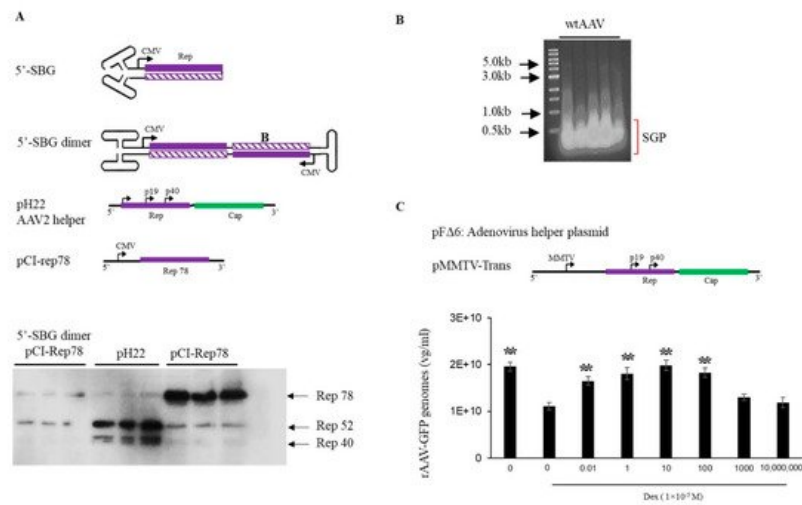 A
5'-SBG
CMV
Rep
5'-SBG dimer
CMV
B
CMV
pH22
AAV2 helper
p19
p40
5'
Rep
Cap
3'
pCI-rep78
CMV
5'
Rep 78
3'
5'-SBG dimer
pCI-Rep78
pH22
pCI-Rep78
Rep 78
Rep 52
Rep 40
B
wtAAV
5.0kb
3.0kb
1.0kb
0.5kb
SGP
C
pFΔ6: Adenovirus helper plasmid
pMMTV-Trans
MMTV
p19
p40
5'
Rep
Cap
3'
rAAV-GFP genomes (vg/ml)
3E+10
2E+10
1E+10
0
** ** ** ** **
0 0 0.01 1 10 100 1000 10,000,000
Dex (1×10⁻⁵ M)